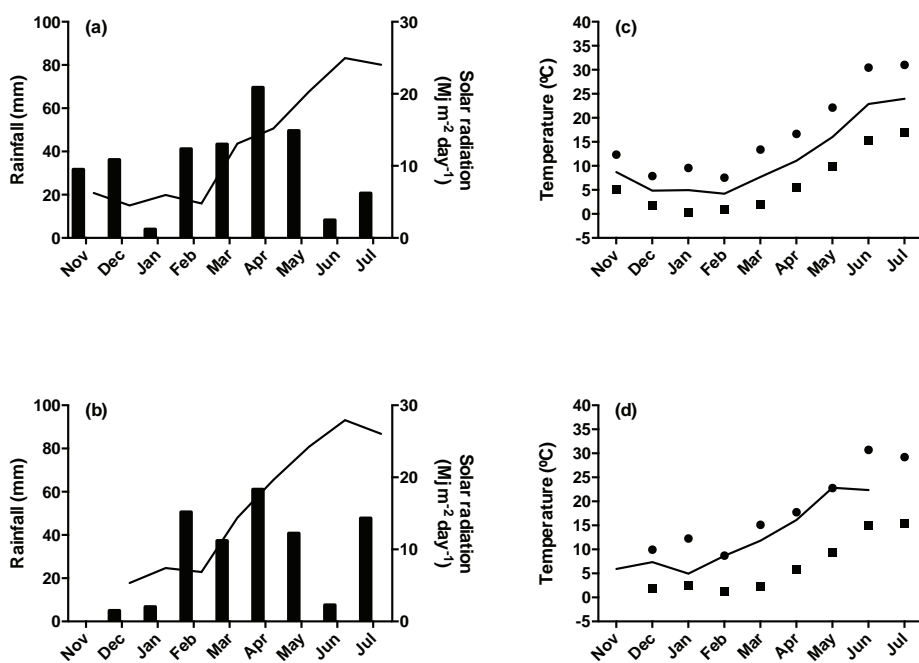 (a)
Rainfall (mm)
100
80
60
40
20
0
30
20
10
0
Solar radiation
(Mj m-2 day-1)
Nov Dec Jan Feb Mar Apr May Jun Jul
(c)
Temperature (ºC)
40
35
30
25
20
15
10
5
0
-5
Nov Dec Jan Feb Mar Apr May Jun Jul
(b)
Rainfall (mm)
100
80
60
40
20
0
30
20
10
0
Solar radiation
(Mj m-2 day-1)
Nov Dec Jan Feb Mar Apr May Jun Jul
(d)
Temperature (ºC)
40
35
30
25
20
15
10
5
0
-5
Nov Dec Jan Feb Mar Apr May Jun Jul